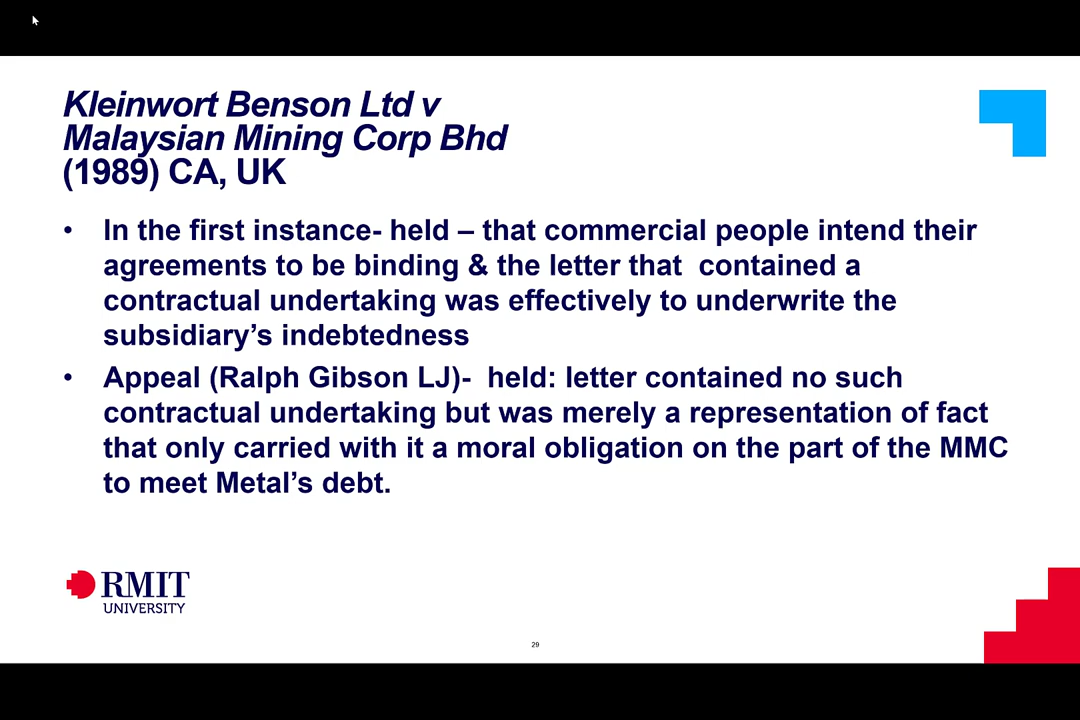 Kleinwort Benson Ltd v
Malaysian Mining Corp Bhd
(1989) CA, UK
• In the first instance- held – that commercial people intend their
agreements to be binding & the letter that  contained a
contractual undertaking was effectively to underwrite the
subsidiary’s indebtedness
• Appeal (Ralph Gibson LJ)-  held: letter contained no such
contractual undertaking but was merely a representation of fact
that only carried with it a moral obligation on the part of the MMC
to meet Metal’s debt.
RMIT
UNIVERSITY
29